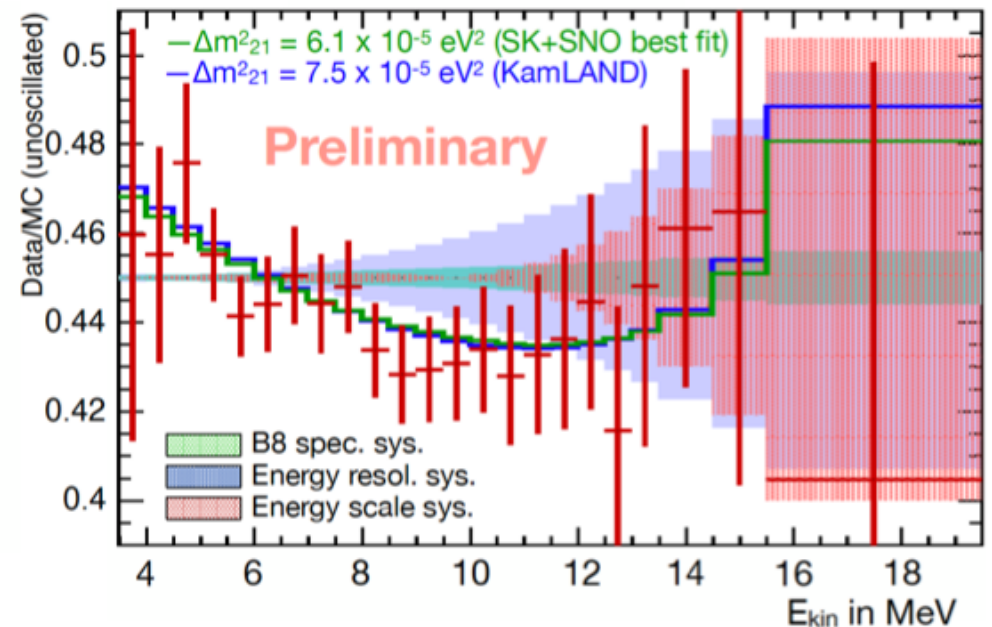 Data/MC (unoscillated)
0.5
0.48
0.46
0.44
0.42
0.4
Δm²₂₁ = 6.1 x 10⁻⁵ eV² (SK+SNO best fit)
Δm²₂₁ = 7.5 x 10⁻⁵ eV² (KamLAND)
Preliminary
B8 spec. sys.
Energy resol. sys.
Energy scale sys.
4 6 8 10 12 14 16 18
Eₖᵢₙ in MeV